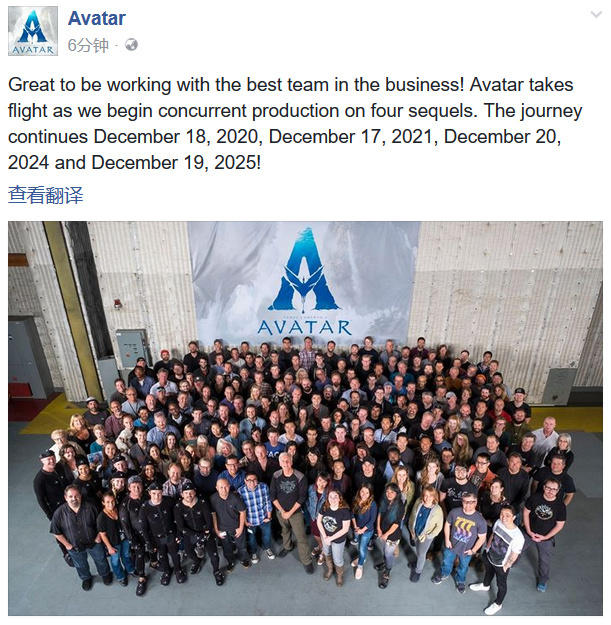 AVATAR
Avatar
6分钟 ·
Great to be working with the best team in the business! Avatar takes
flight as we begin concurrent production on four sequels. The journey
continues December 18, 2020, December 17, 2021, December 20,
2024 and December 19, 2025!
查看翻译
AVATAR